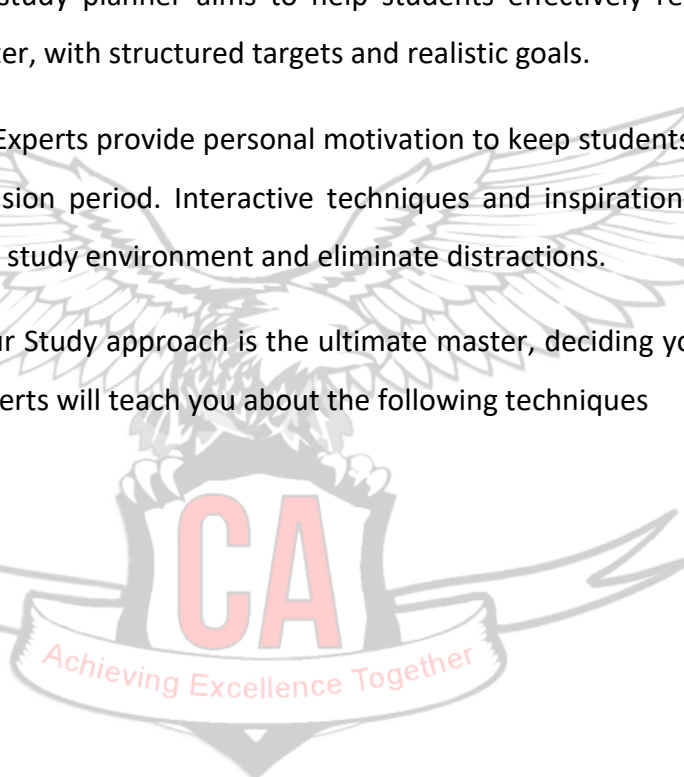 study planner aims to help students effectively re
ter, with structured targets and realistic goals.
Experts provide personal motivation to keep students
sion period. Interactive techniques and inspiration
study environment and eliminate distractions.
ur Study approach is the ultimate master, deciding yo
erts will teach you about the following techniques
CA
Achieving Excellence Together